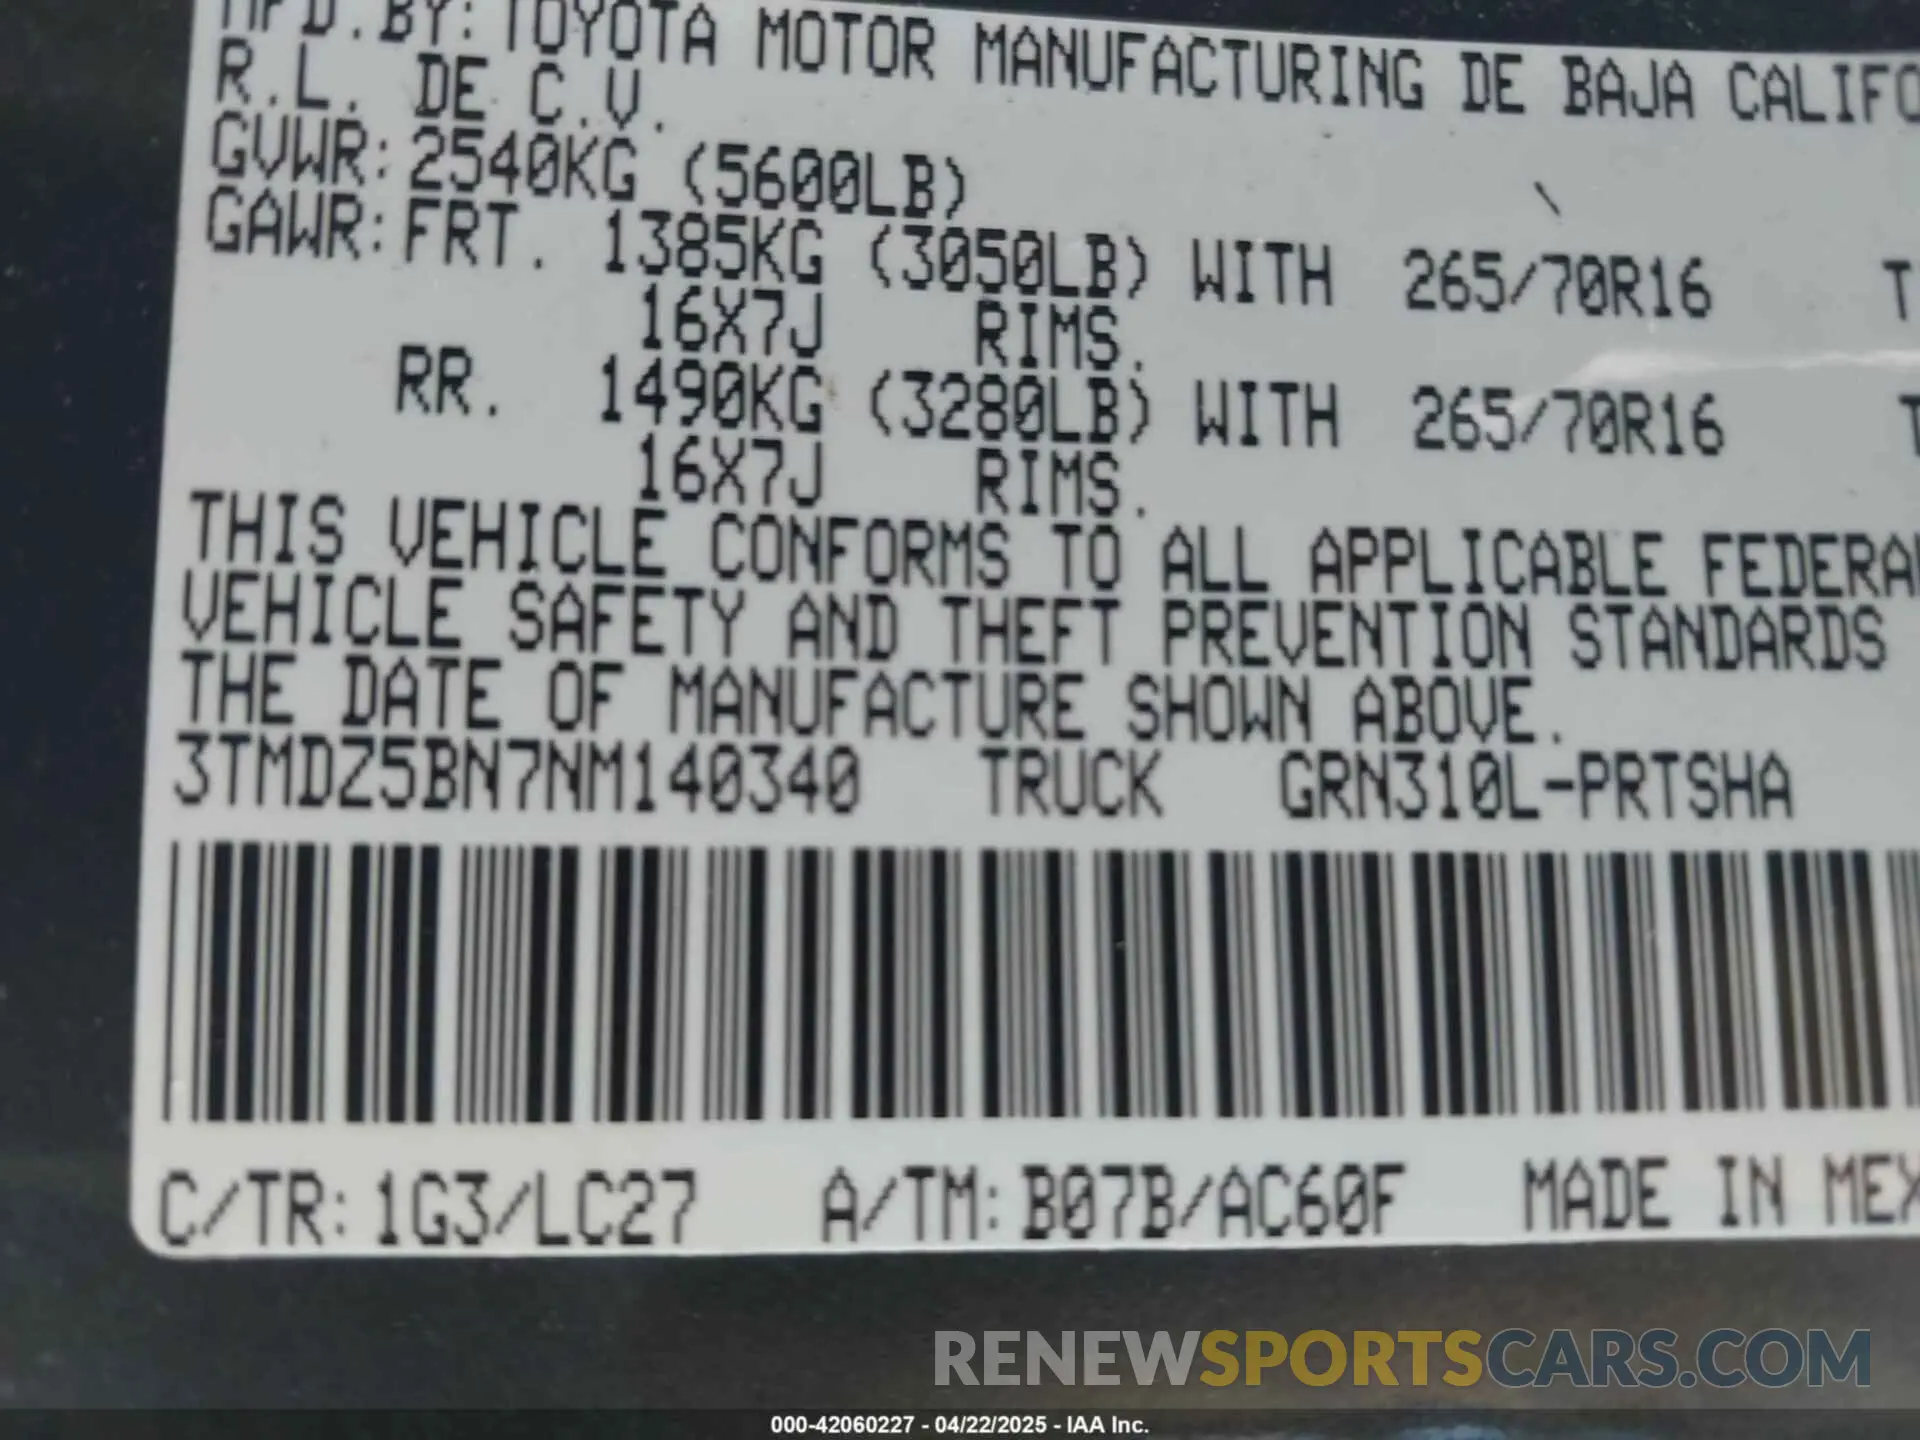 MFD.BY:TOYOTA MOTOR MANUFACTURING DE BAJA CALIFO
R.L. DE C.V.
GVWR:2540KG (5600LB)
GAWR:FRT. 1385KG (3050LB) WITH 265/70R16 T
16X7J RIMS.
RR. 1490KG (3280LB) WITH 265/70R16 T
16X7J RIMS.
THIS VEHICLE CONFORMS TO ALL APPLICABLE FEDERAL
VEHICLE SAFETY AND THEFT PREVENTION STANDARDS
THE DATE OF MANUFACTURE SHOWN ABOVE.
3TMDZ5BN7NM140340 TRUCK GRN310L-PRTSHA
C/TR:1G3/LC27 A/TM:B07B/AC60F MADE IN MEX
RENEWSPORTSCARS.COM
000-42060227 - 04/22/2025 - IAA Inc.